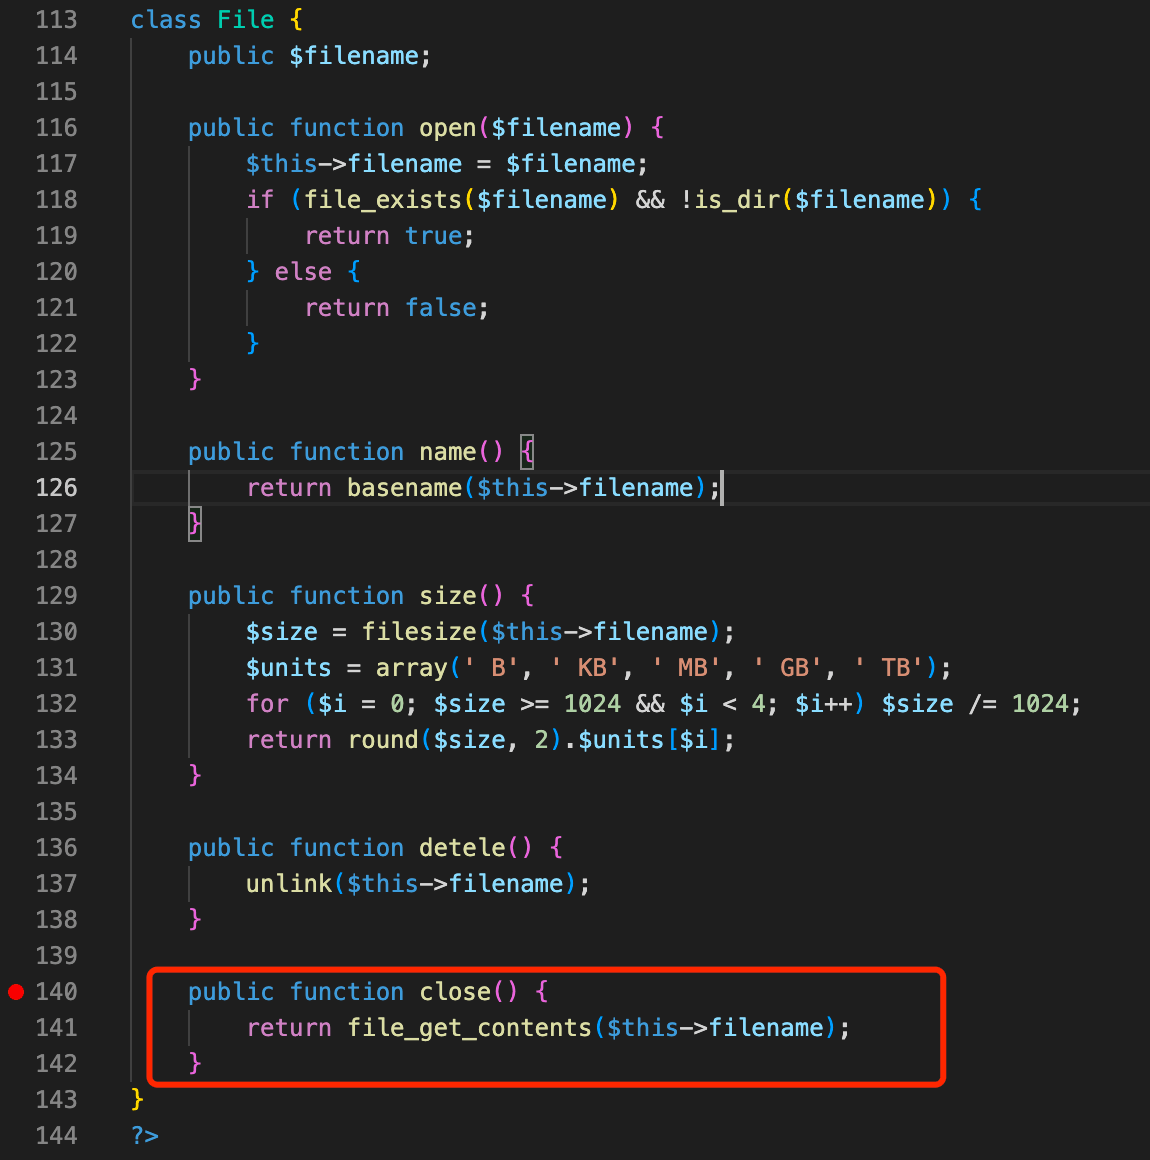 113 class File {
114     public $filename;
115
116     public function open($filename) {
117         $this->filename = $filename;
118         if (file_exists($filename) && !is_dir($filename)) {
119             return true;
120         } else {
121             return false;
122         }
123     }
124
125     public function name() {
126         return basename($this->filename);
127     }
128
129     public function size() {
130         $size = filesize($this->filename);
131         $units = array(' B', ' KB', ' MB', ' GB', ' TB');
132         for ($i = 0; $size >= 1024 && $i < 4; $i++) $size /= 1024;
133         return round($size, 2).$units[$i];
134     }
135
136     public function detele() {
137         unlink($this->filename);
138     }
139
140     public function close() {
141         return file_get_contents($this->filename);
142     }
143 }
144 ?>